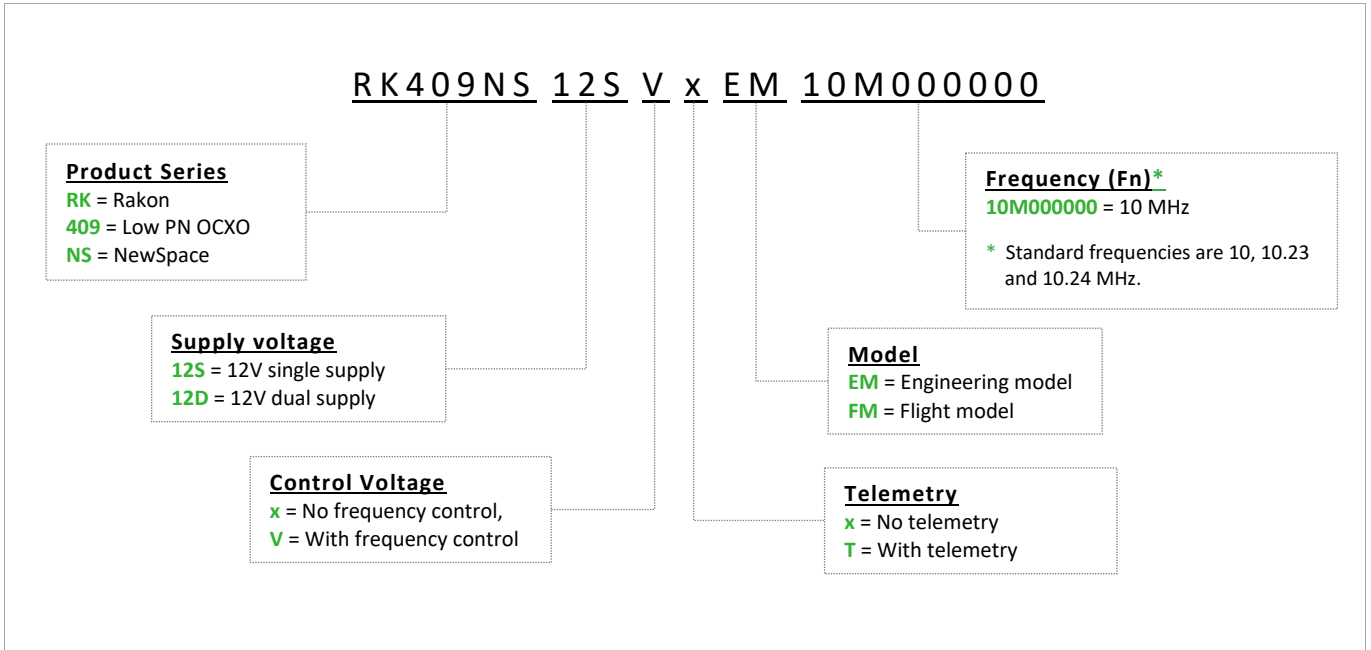 RK409NS 12S V x EM 10M000000
Product Series
RK = Rakon
409 = Low PN OCXO
NS = NewSpace
Frequency (Fn)*
10M000000 = 10 MHz
* Standard frequencies are 10, 10.23
and 10.24 MHz.
Supply voltage
12S = 12V single supply
12D = 12V dual supply
Model
EM = Engineering model
FM = Flight model
Control Voltage
x = No frequency control,
V = With frequency control
Telemetry
x = No telemetry
T = With telemetry